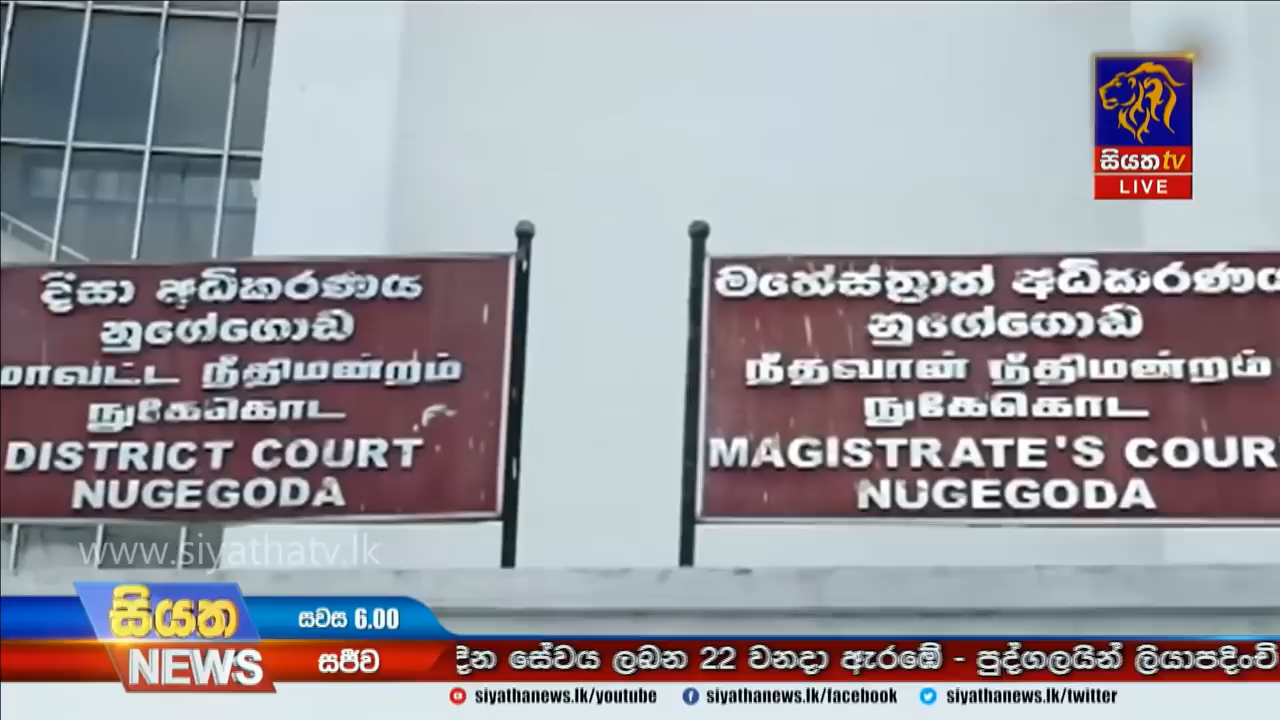 සියත tv
LIVE
දිසා අධිකරණය
නුගේගොඩ
மாவட்ட நீதிமன்றம்
நுகேகொட
DISTRICT COURT
NUGEGODA
මහේස්ත්‍රාත් අධිකරණය
නුගේගොඩ
நீதவான் நீதிமன்றம்
நுகேகொட
MAGISTRATE'S COUR
NUGEGODA
www.siyathatv.lk
සියත
NEWS
සවස 6.00
සජීව
දින සේවය ලබන 22 වනදා ඇරඹේ - පුද්ගලයින් ලියාපදිංචි
siyathanews.lk/youtube
siyathanews.lk/facebook
siyathanews.lk/twitter